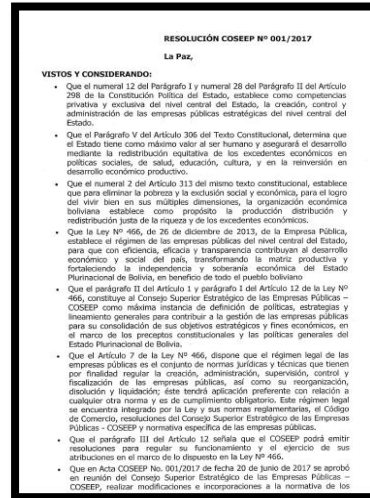 RESOLUCIÓN COSEEP Nº 001/2017
La Paz,
VISTOS Y CONSIDERANDO:
• Que el numeral 12 del Parágrafo I y numeral 28 del Parágrafo II del Artículo
298 de la Constitución Política del Estado, establece como competencias
privativa y exclusiva del nivel central del Estado, la creación, control y
administración de las empresas públicas estratégicas del nivel central del
Estado.
• Que el Parágrafo V del Artículo 306 del Texto Constitucional, determina que
el Estado tiene como máximo valor al ser humano y asegurará el desarrollo
mediante la redistribución equitativa de los excedentes económicos en
políticas sociales, de salud, educación, cultura, y en la reinversión en
desarrollo económico productivo.
• Que el numeral 2 del Artículo 313 del mismo texto constitucional, establece
que para eliminar la pobreza y la exclusión social y económica, para el logro
del vivir bien en sus múltiples dimensiones, la organización económica
boliviana establece como propósito la producción distribución y
redistribución justa de la riqueza y de los excedentes económicos.
• Que la Ley Nº 466, de 26 de diciembre de 2013, de la Empresa Pública,
establece el régimen de las empresas públicas del nivel central del Estado,
para que con eficiencia, eficacia y transparencia contribuyan al desarrollo
económico y social del país, transformando la matriz productiva y
fortaleciendo la independencia y soberanía económica del Estado
Plurinacional de Bolivia, en beneficio de todo el pueblo boliviano
• Que el parágrafo II del Artículo 1 y parágrafo I del Artículo 12 de la Ley Nº
466, constituye al Consejo Superior Estratégico de las Empresas Públicas –
COSEEP como máxima instancia de definición de políticas, estrategias y
lineamiento generales para contribuir a la gestión de las empresas públicas
para su consolidación de sus objetivos estratégicos y fines económicos, en
el marco de los preceptos constitucionales y las políticas generales del
Estado Plurinacional de Bolivia.
• Que el Artículo 7 de la Ley Nº 466, dispone que el régimen legal de las
empresas públicas es el conjunto de normas jurídicas y técnicas que tienen
por finalidad regular la creación, administración, supervisión, control y
fiscalización de las empresas públicas, así como su reorganización,
disolución y liquidación; éste tendrá aplicación preferente con relación a
cualquier otra norma y es de cumplimiento obligatorio. Este régimen legal
se encuentra integrado por la Ley y sus normas reglamentarias, el Código
de Comercio, resoluciones del Consejo Superior Estratégico de las Empresas
Públicas - COSEEP y normativa específica de las empresas públicas.
• Que el parágrafo III del Artículo 12 señala que el COSEEP podrá emitir
resoluciones para regular su funcionamiento y el ejercicio de sus
atribuciones en el marco de lo dispuesto en la Ley Nº 466.
• Que en Acta COSEEP No. 001/2017 de fecha 20 de junio de 2017 se aprobó
en reunión del Consejo Superior Estratégico de las Empresas Públicas –
COSEEP, realizar modificaciones e incorporaciones a la normativa de los